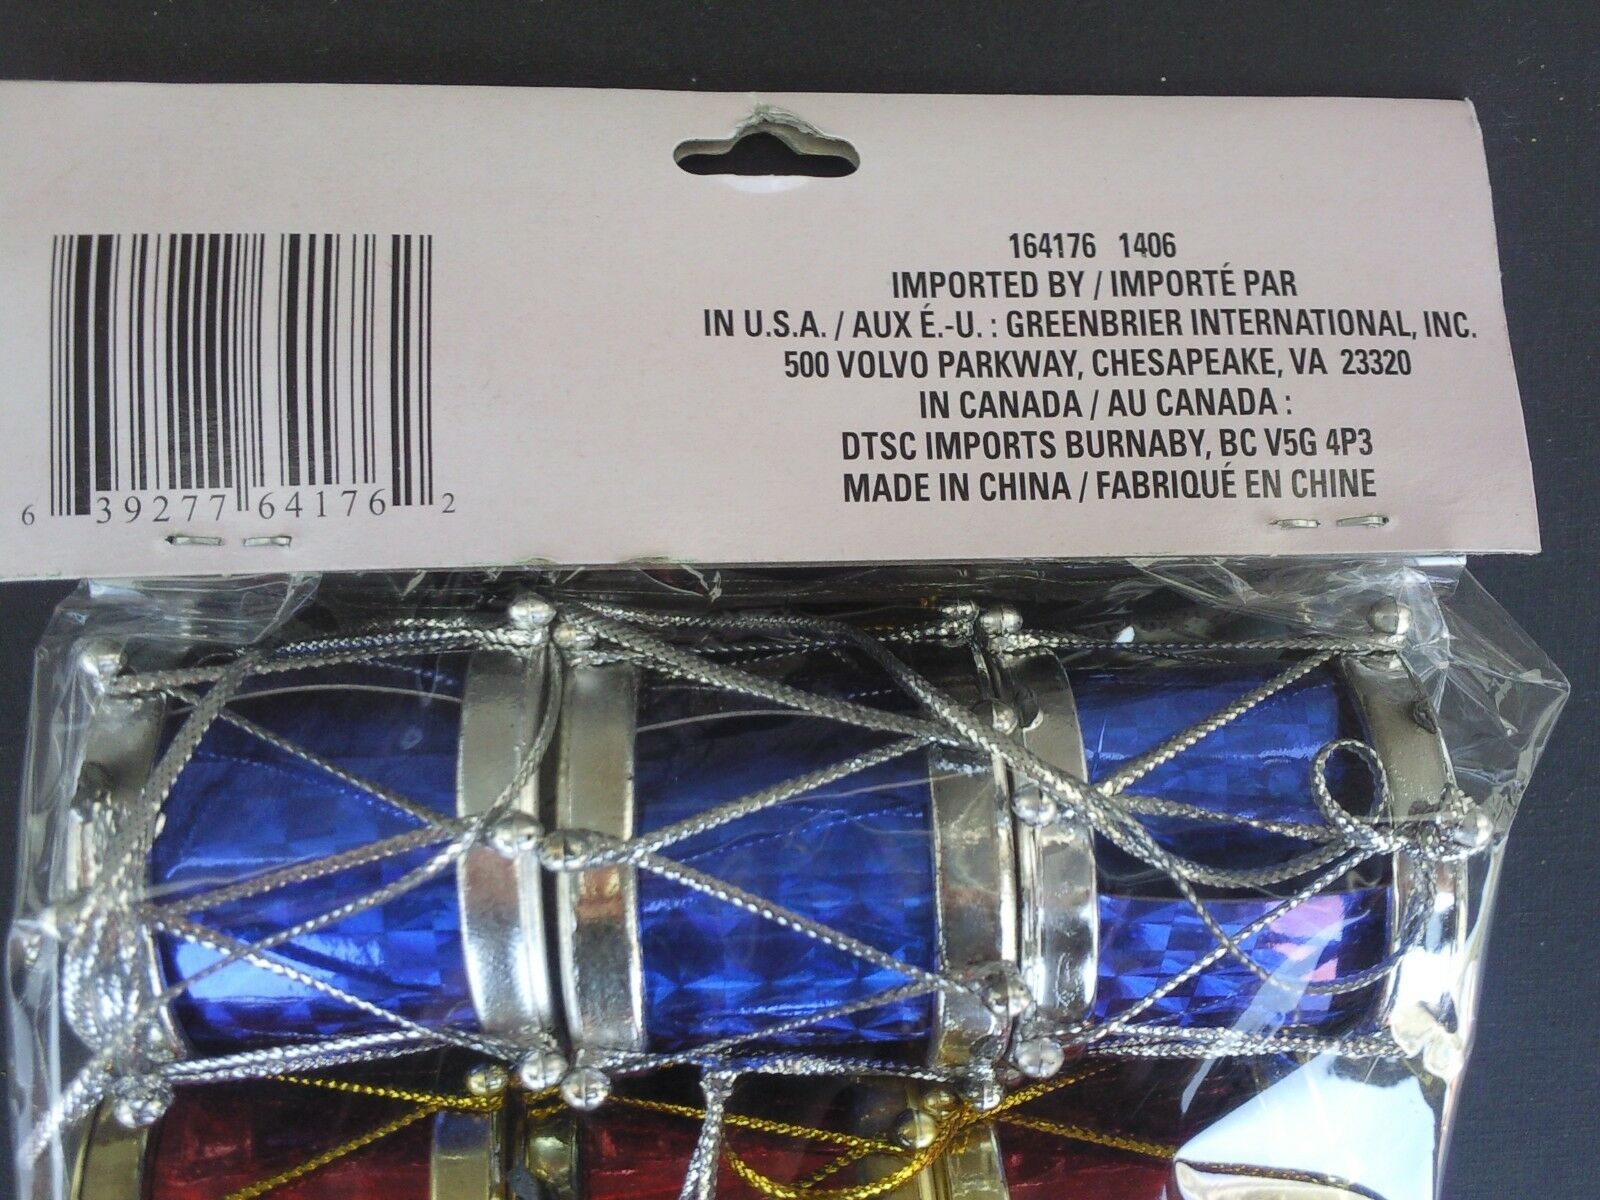 164176 1406
IMPORTED BY / IMPORTÉ PAR
IN U.S.A. / AUX É.-U. : GREENBRIER INTERNATIONAL, INC.
500 VOLVO PARKWAY, CHESAPEAKE, VA 23320
IN CANADA / AU CANADA :
DTSC IMPORTS BURNABY, BC V5G 4P3
MADE IN CHINA / FABRIQUÉ EN CHINE
6 39277 64176 2